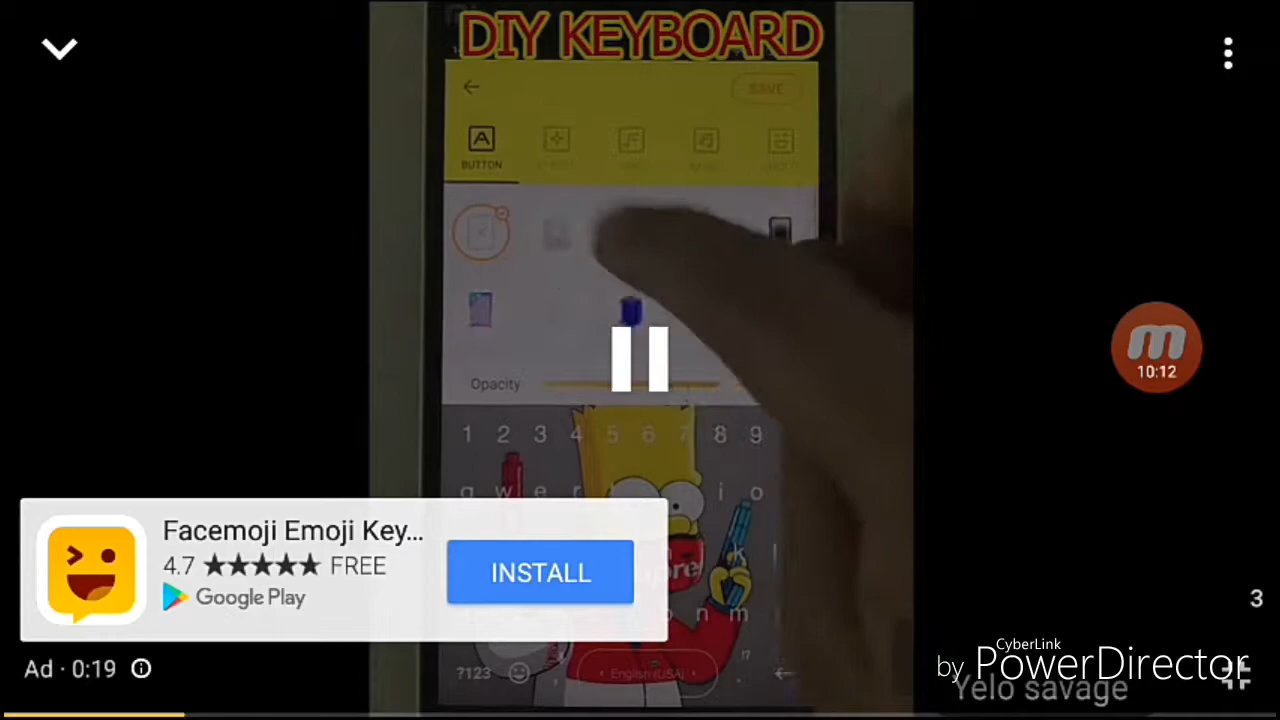 DIY KEYBOARD
SAVE
BUTTON
Opacity
1 2 3 4 5 6 7 8 9
q w e r i o
n m
?123
English (USA)
!?
10:12
Facemoji Emoji Key...
4.7 FREE
Google Play
INSTALL
Ad · 0:19
3
CyberLink
by PowerDirector
Yelo savage